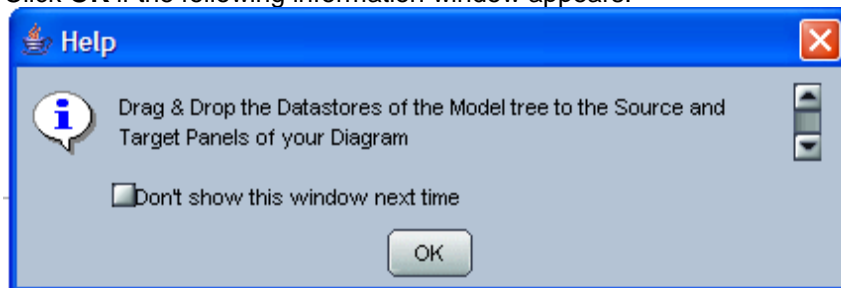 Click OK if the following information window appears:
Help
Drag & Drop the Datastores of the Model tree to the Source and
Target Panels of your Diagram
Don't show this window next time
OK